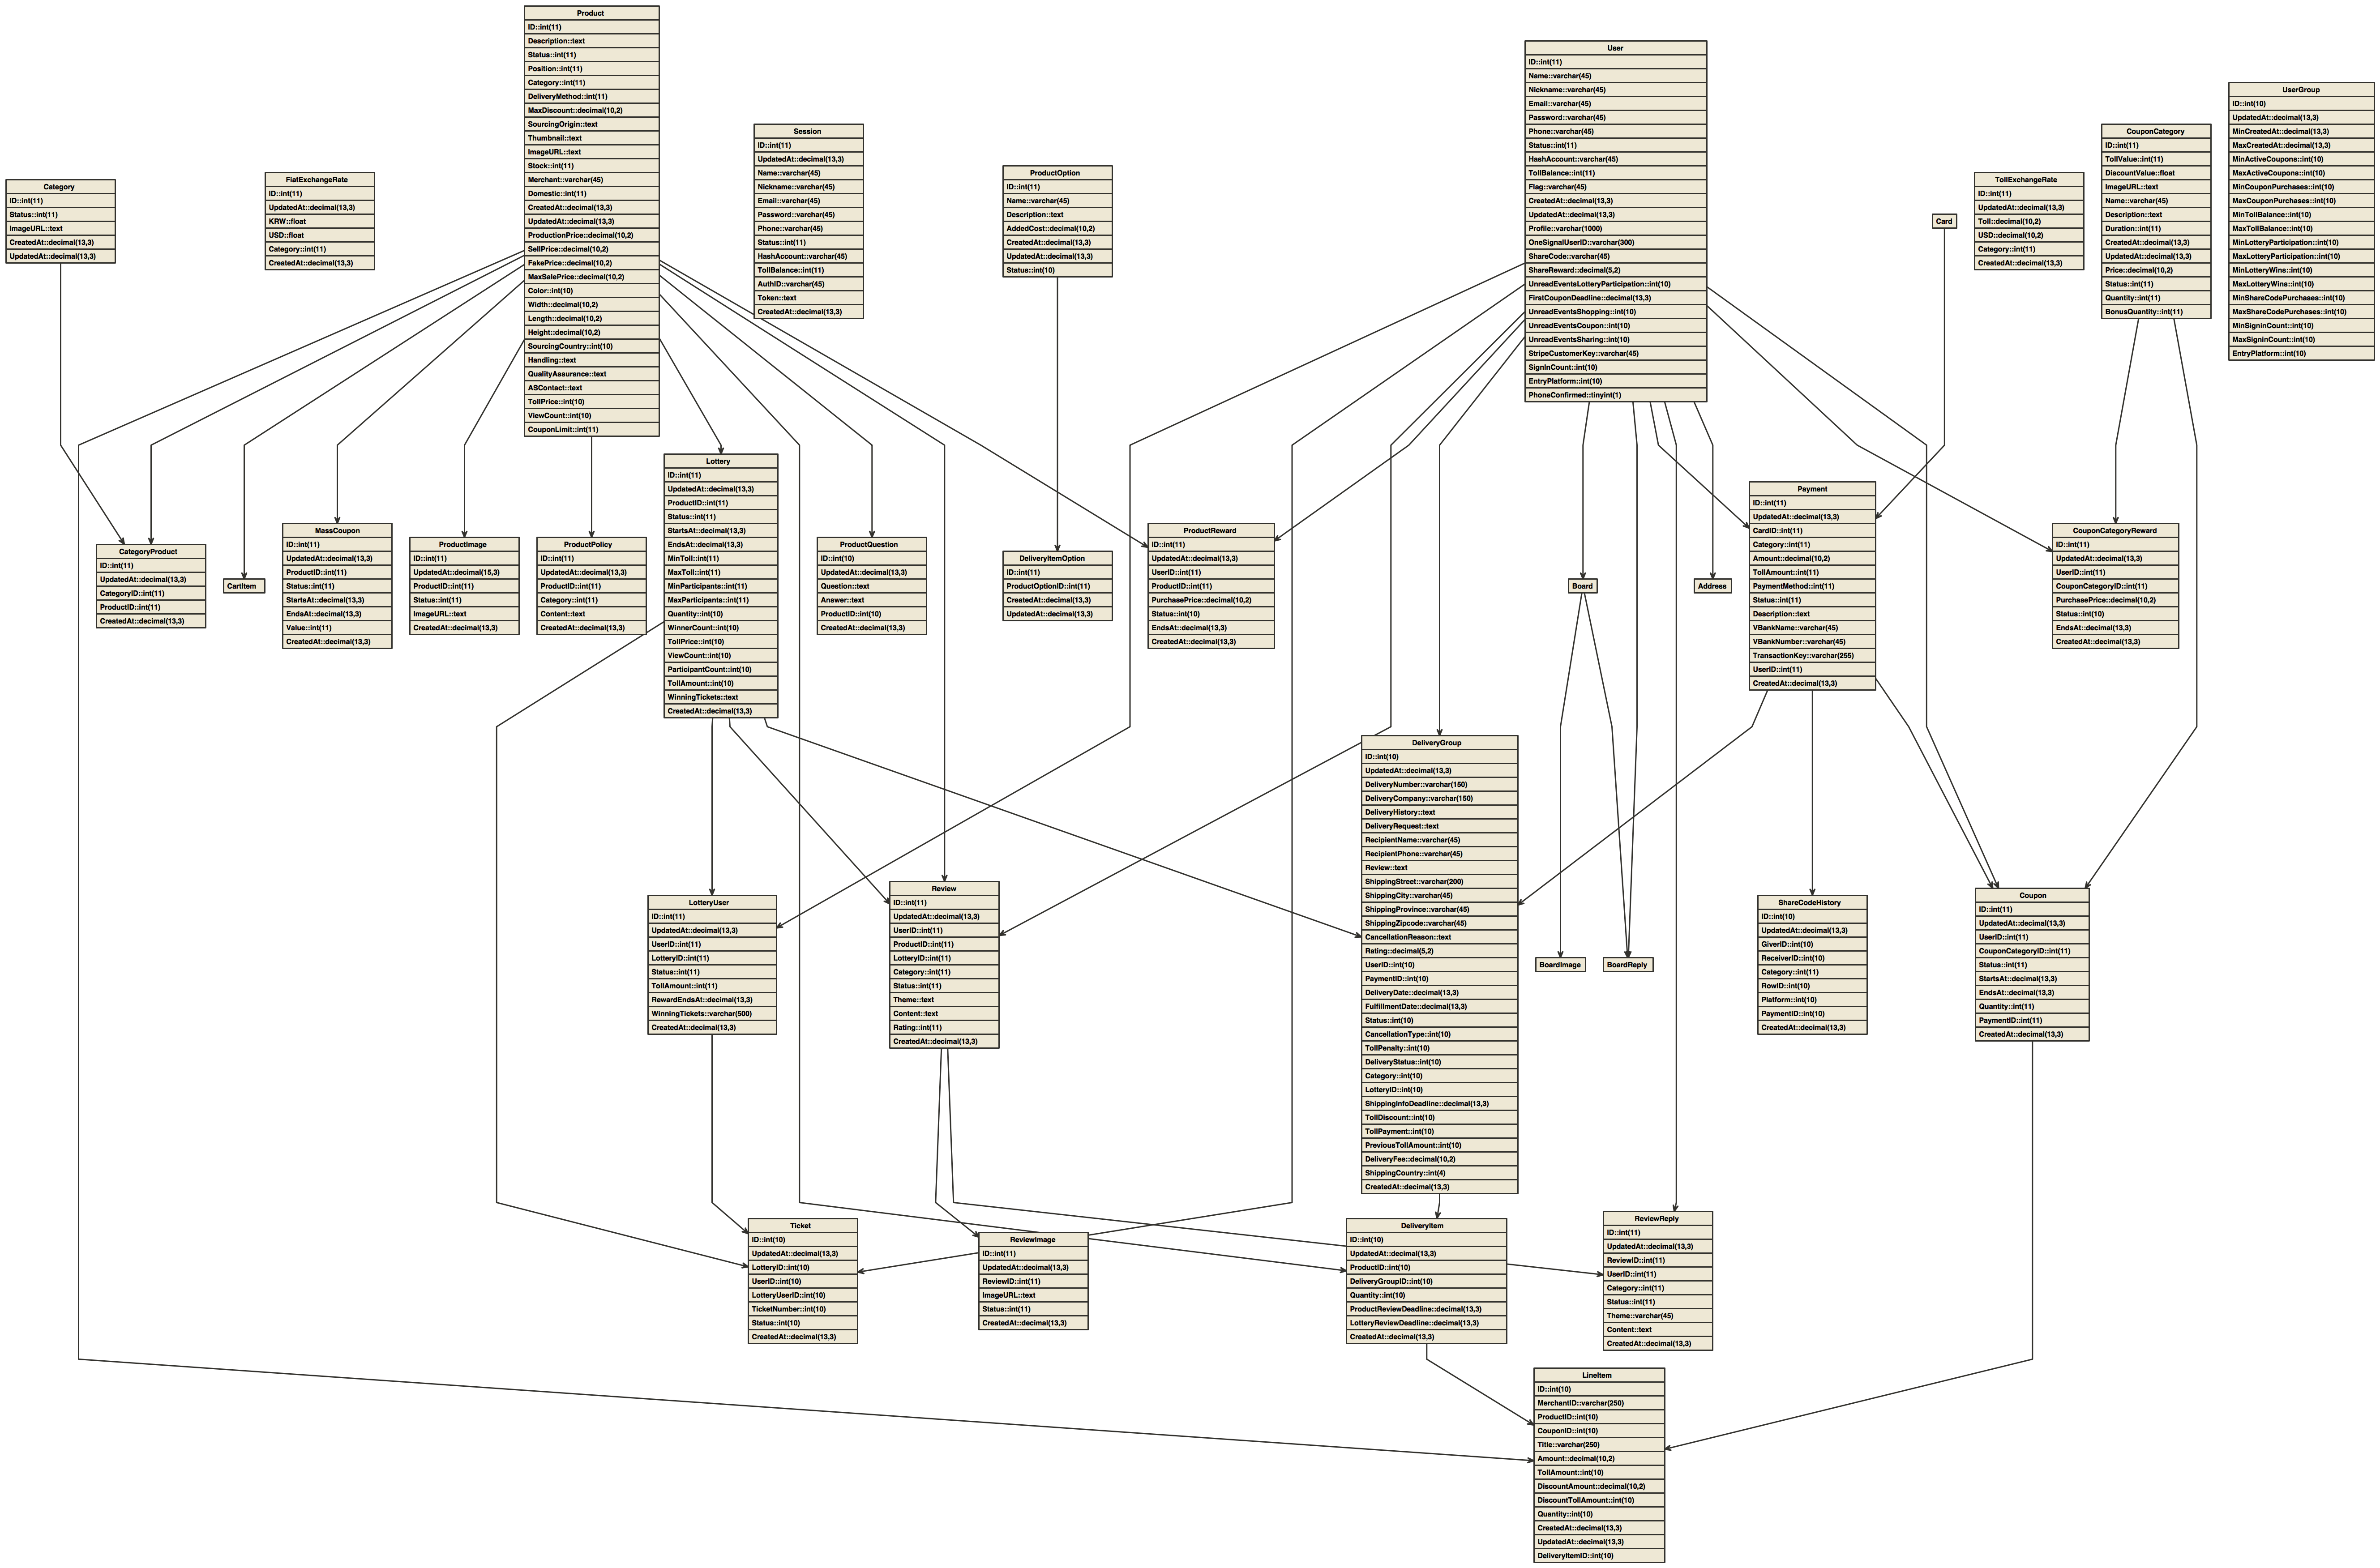 Product
ID::int(11)
Description::text
Status::int(11)
Position::int(11)
Category::int(11)
DeliveryMethod::int(11)
MaxDiscount::decimal(10,2)
SourcingOrigin::text
Thumbnail::text
ImageURL::text
Stock::int(11)
Merchant::varchar(45)
Domestic::int(11)
CreatedAt::decimal(13,3)
UpdatedAt::decimal(13,3)
ProductionPrice::decimal(10,2)
SellPrice::decimal(10,2)
FakePrice::decimal(10,2)
MaxSalePrice::decimal(10,2)
Color::int(10)
Width::decimal(10,2)
Length::decimal(10,2)
Height::decimal(10,2)
SourcingCountry::int(10)
Handling::text
QualityAssurance::text
ASContact::text
TollPrice::int(10)
ViewCount::int(10)
CouponLimit::int(11)
User
ID::int(11)
Name::varchar(45)
Nickname::varchar(45)
Email::varchar(45)
Password::varchar(45)
Phone::varchar(45)
Status::int(11)
HashAccount::varchar(45)
TollBalance::int(11)
Flag::varchar(45)
CreatedAt::decimal(13,3)
UpdatedAt::decimal(13,3)
Profile::varchar(1000)
OneSignalUserID::varchar(300)
ShareCode::varchar(45)
ShareReward::decimal(5,2)
UnreadEventsLotteryParticipation::int(10)
FirstCouponDeadline::decimal(13,3)
UnreadEventsShopping::int(10)
UnreadEventsCoupon::int(10)
UnreadEventsSharing::int(10)
StripeCustomerKey::varchar(45)
SignInCount::int(10)
EntryPlatform::int(10)
PhoneConfirmed::tinyint(1)
UserGroup
ID::int(10)
UpdatedAt::decimal(13,3)
MinCreatedAt::decimal(13,3)
MaxCreatedAt::decimal(13,3)
MinActiveCoupons::int(10)
MaxActiveCoupons::int(10)
MinCouponPurchases::int(10)
MaxCouponPurchases::int(10)
MinTollBalance::int(10)
MaxTollBalance::int(10)
MinLotteryParticipation::int(10)
MaxLotteryParticipation::int(10)
MinLotteryWins::int(10)
MaxLotteryWins::int(10)
MinShareCodePurchases::int(10)
MaxShareCodePurchases::int(10)
MinSigninCount::int(10)
MaxSigninCount::int(10)
EntryPlatform::int(10)
Session
ID::int(11)
UpdatedAt::decimal(13,3)
Name::varchar(45)
Nickname::varchar(45)
Email::varchar(45)
Password::varchar(45)
Phone::varchar(45)
Status::int(11)
HashAccount::varchar(45)
TollBalance::int(11)
AuthID::varchar(45)
Token::text
CreatedAt::decimal(13,3)
CouponCategory
ID::int(11)
TollValue::int(11)
DiscountValue::float
ImageURL::text
Name::varchar(45)
Description::text
Duration::int(11)
CreatedAt::decimal(13,3)
UpdatedAt::decimal(13,3)
Price::decimal(10,2)
Status::int(11)
Quantity::int(11)
BonusQuantity::int(11)
ProductOption
ID::int(11)
Name::varchar(45)
Description::text
AddedCost::decimal(10,2)
CreatedAt::decimal(13,3)
UpdatedAt::decimal(13,3)
Status::int(10)
FiatExchangeRate
ID::int(11)
UpdatedAt::decimal(13,3)
KRW::float
USD::float
Category::int(11)
CreatedAt::decimal(13,3)
TollExchangeRate
ID::int(11)
UpdatedAt::decimal(13,3)
Toll::decimal(10,2)
USD::decimal(10,2)
Category::int(11)
CreatedAt::decimal(13,3)
Category
ID::int(11)
Status::int(11)
ImageURL::text
CreatedAt::decimal(13,3)
UpdatedAt::decimal(13,3)
Card
Lottery
ID::int(11)
UpdatedAt::decimal(13,3)
ProductID::int(11)
Status::int(11)
StartsAt::decimal(13,3)
EndsAt::decimal(13,3)
MinToll::int(11)
MaxToll::int(11)
MinParticipants::int(11)
MaxParticipants::int(11)
Quantity::int(10)
WinnerCount::int(10)
TollPrice::int(10)
ViewCount::int(10)
ParticipantCount::int(10)
TollAmount::int(10)
WinningTickets::text
CreatedAt::decimal(13,3)
Payment
ID::int(11)
UpdatedAt::decimal(13,3)
CardID::int(11)
Category::int(11)
Amount::decimal(10,2)
TollAmount::int(11)
PaymentMethod::int(11)
Status::int(11)
Description::text
VBankName::varchar(45)
VBankNumber::varchar(45)
TransactionKey::varchar(255)
UserID::int(11)
CreatedAt::decimal(13,3)
CategoryProduct
ID::int(11)
UpdatedAt::decimal(13,3)
CategoryID::int(11)
ProductID::int(11)
CreatedAt::decimal(13,3)
CartItem
MassCoupon
ID::int(11)
UpdatedAt::decimal(13,3)
ProductID::int(11)
Status::int(11)
StartsAt::decimal(13,3)
EndsAt::decimal(13,3)
Value::int(11)
CreatedAt::decimal(13,3)
ProductImage
ID::int(11)
UpdatedAt::decimal(15,3)
ProductID::int(11)
Status::int(11)
ImageURL::text
CreatedAt::decimal(13,3)
ProductPolicy
ID::int(11)
UpdatedAt::decimal(13,3)
ProductID::int(11)
Category::int(11)
Content::text
CreatedAt::decimal(13,3)
ProductQuestion
ID::int(10)
UpdatedAt::decimal(13,3)
Question::text
Answer::text
ProductID::int(10)
CreatedAt::decimal(13,3)
DeliveryItemOption
ID::int(11)
ProductOptionID::int(11)
CreatedAt::decimal(13,3)
UpdatedAt::decimal(13,3)
ProductReward
ID::int(11)
UpdatedAt::decimal(13,3)
UserID::int(11)
ProductID::int(11)
PurchasePrice::decimal(10,2)
Status::int(10)
EndsAt::decimal(13,3)
CreatedAt::decimal(13,3)
Board
Address
CouponCategoryReward
ID::int(11)
UpdatedAt::decimal(13,3)
UserID::int(11)
CouponCategoryID::int(11)
PurchasePrice::decimal(10,2)
Status::int(10)
EndsAt::decimal(13,3)
CreatedAt::decimal(13,3)
DeliveryGroup
ID::int(10)
UpdatedAt::decimal(13,3)
DeliveryNumber::varchar(150)
DeliveryCompany::varchar(150)
DeliveryHistory::text
DeliveryRequest::text
RecipientName::varchar(45)
RecipientPhone::varchar(45)
Review::text
ShippingStreet::varchar(200)
ShippingCity::varchar(45)
ShippingProvince::varchar(45)
ShippingZipcode::varchar(45)
CancellationReason::text
Rating::decimal(5,2)
UserID::int(10)
PaymentID::int(10)
DeliveryDate::decimal(13,3)
FulfillmentDate::decimal(13,3)
Status::int(10)
CancellationType::int(10)
TollPenalty::int(10)
DeliveryStatus::int(10)
Category::int(10)
LotteryID::int(10)
ShippingInfoDeadline::decimal(13,3)
TollDiscount::int(10)
TollPayment::int(10)
PreviousTollAmount::int(10)
DeliveryFee::decimal(10,2)
ShippingCountry::int(4)
CreatedAt::decimal(13,3)
LotteryUser
ID::int(11)
UpdatedAt::decimal(13,3)
UserID::int(11)
LotteryID::int(11)
Status::int(11)
TollAmount::int(11)
RewardEndsAt::decimal(13,3)
WinningTickets::varchar(500)
CreatedAt::decimal(13,3)
Review
ID::int(11)
UpdatedAt::decimal(13,3)
UserID::int(11)
ProductID::int(11)
LotteryID::int(11)
Category::int(11)
Status::int(11)
Theme::text
Content::text
Rating::int(11)
CreatedAt::decimal(13,3)
BoardImage
BoardReply
ShareCodeHistory
ID::int(10)
UpdatedAt::decimal(13,3)
GiverID::int(10)
ReceiverID::int(10)
Category::int(11)
RowID::int(10)
Platform::int(10)
PaymentID::int(10)
CreatedAt::decimal(13,3)
Coupon
ID::int(11)
UpdatedAt::decimal(13,3)
UserID::int(11)
CouponCategoryID::int(11)
Status::int(11)
StartsAt::decimal(13,3)
EndsAt::decimal(13,3)
Quantity::int(11)
PaymentID::int(11)
CreatedAt::decimal(13,3)
Ticket
ID::int(10)
UpdatedAt::decimal(13,3)
LotteryID::int(10)
UserID::int(10)
LotteryUserID::int(10)
TicketNumber::int(10)
Status::int(10)
CreatedAt::decimal(13,3)
ReviewImage
ID::int(11)
UpdatedAt::decimal(13,3)
ReviewID::int(11)
ImageURL::text
Status::int(11)
CreatedAt::decimal(13,3)
DeliveryItem
ID::int(10)
UpdatedAt::decimal(13,3)
ProductID::int(10)
DeliveryGroupID::int(10)
Quantity::int(10)
ProductReviewDeadline::decimal(13,3)
LotteryReviewDeadline::decimal(13,3)
CreatedAt::decimal(13,3)
ReviewReply
ID::int(11)
UpdatedAt::decimal(13,3)
ReviewID::int(11)
UserID::int(11)
Category::int(11)
Status::int(11)
Theme::varchar(45)
Content::text
CreatedAt::decimal(13,3)
LineItem
ID::int(10)
MerchantID::varchar(250)
ProductID::int(10)
CouponID::int(10)
Title::varchar(250)
Amount::decimal(10,2)
TollAmount::int(10)
DiscountAmount::decimal(10,2)
DiscountTollAmount::int(10)
Quantity::int(10)
CreatedAt::decimal(13,3)
UpdatedAt::decimal(13,3)
DeliveryItemID::int(10)